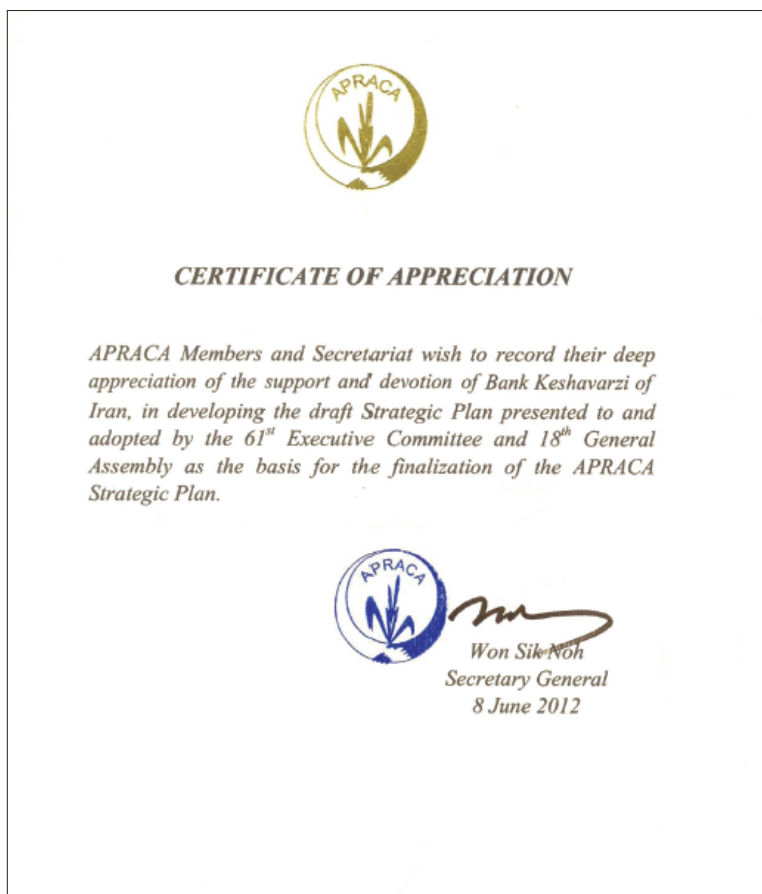 APRACA
CERTIFICATE OF APPRECIATION
APRACA Members and Secretariat wish to record their deep
appreciation of the support and devotion of Bank Keshavarzi of
Iran, in developing the draft Strategic Plan presented to and
adopted by the 61st Executive Committee and 18th General
Assembly as the basis for the finalization of the APRACA
Strategic Plan.
APRACA
Won Sik Noh
Secretary General
8 June 2012